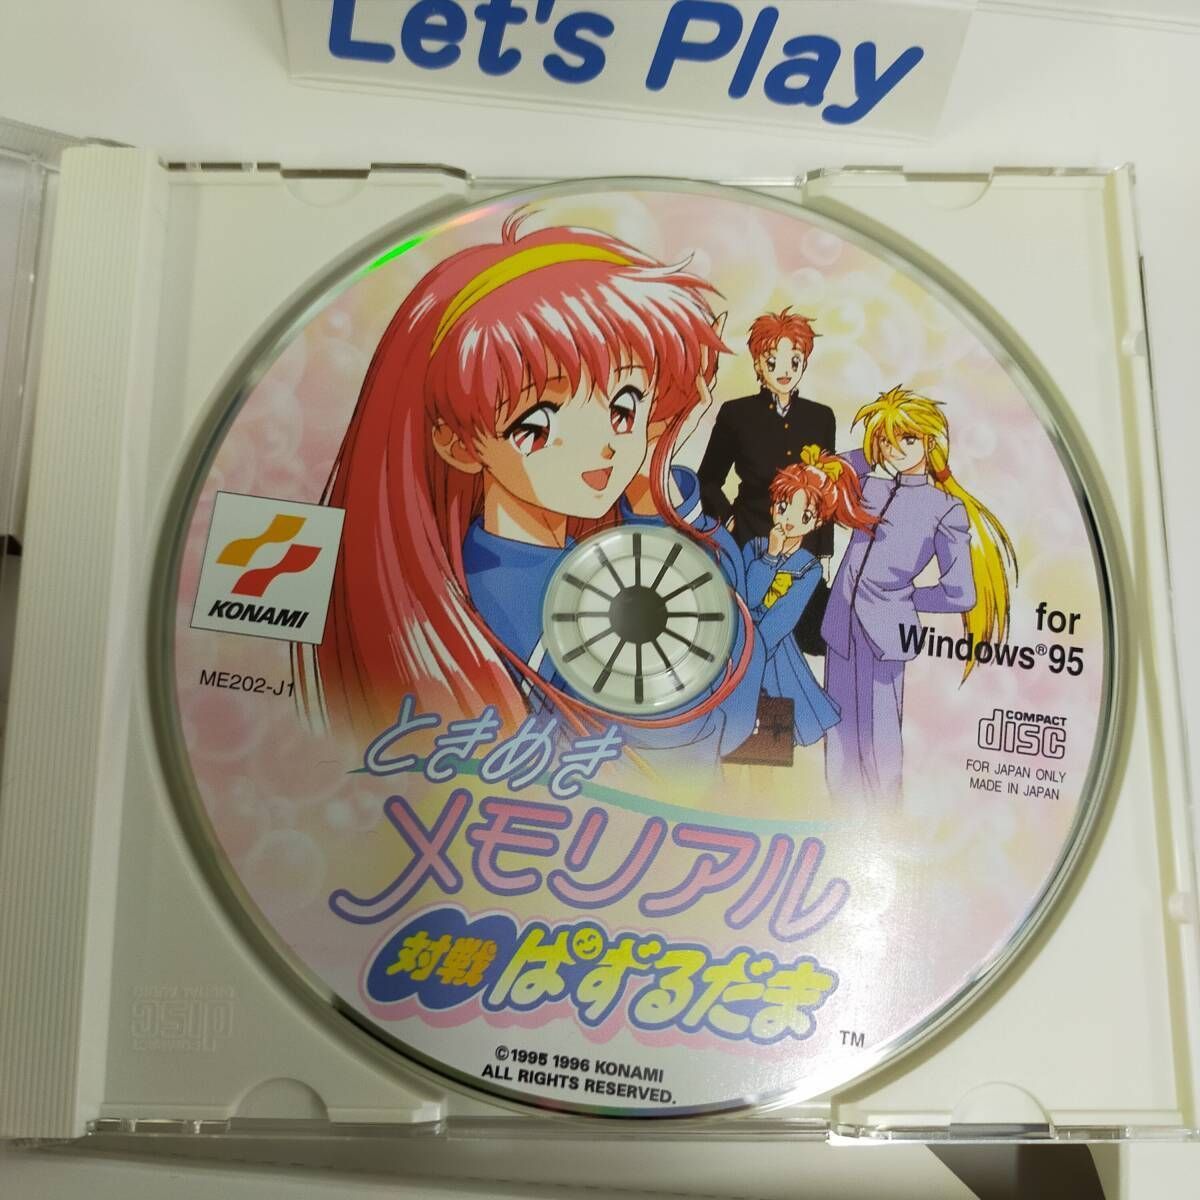 Let's Play
KONAMI
ME202-J1
for
Windows®95
COMPACT
disc
FOR JAPAN ONLY
MADE IN JAPAN
ときめき
メモリアル
対戦ぱずるだま
TM
©1995 1996 KONAMI
ALL RIGHTS RESERVED.